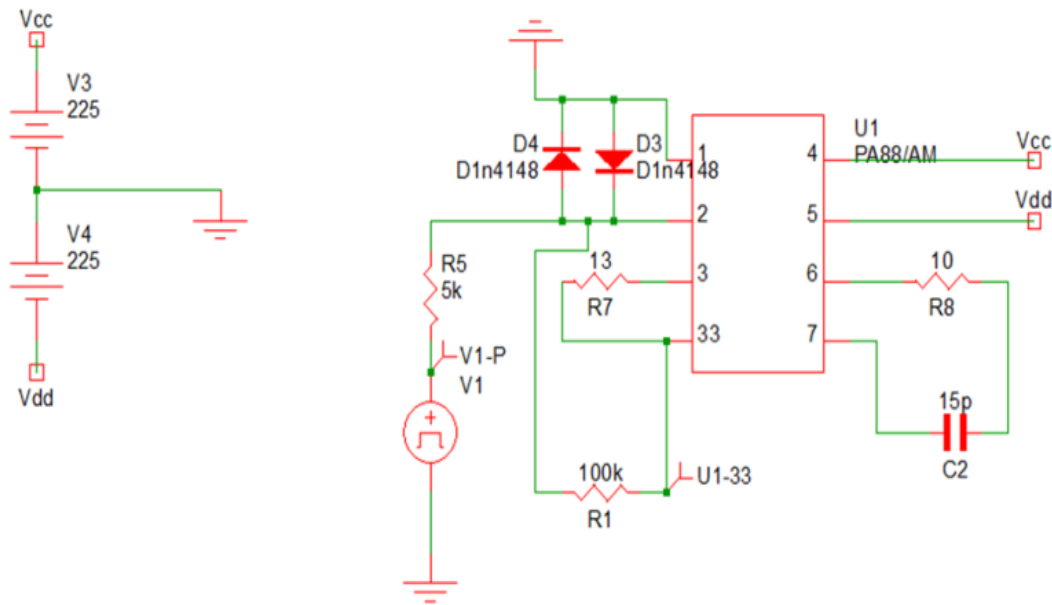 Vcc
V3
225
V4
225
Vdd
D4
D1n4148
D3
D1n4148
R5
5k
V1-P
V1
1
2
3
33
4
5
6
7
U1
PA88/AM
Vcc
Vdd
13
R7
10
R8
15p
C2
100k
R1
U1-33